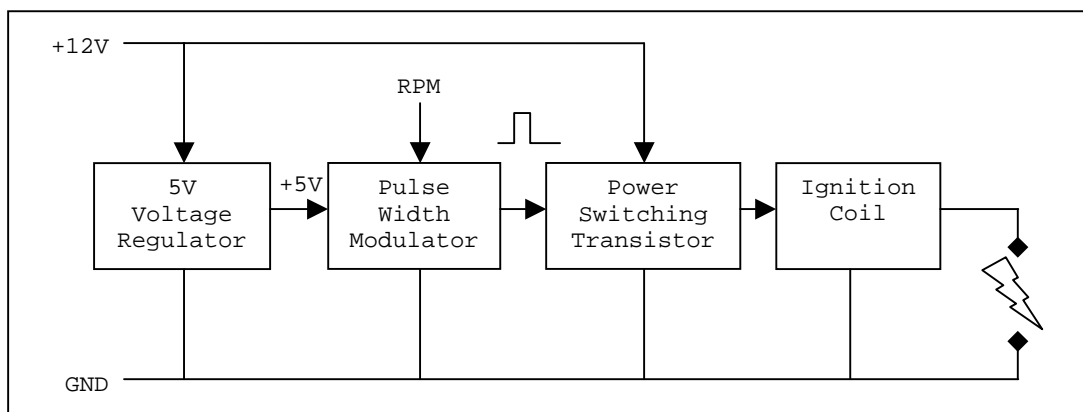 +12V
RPM
5V
Voltage
Regulator
+5V
Pulse
Width
Modulator
Power
Switching
Transistor
Ignition
Coil
GND